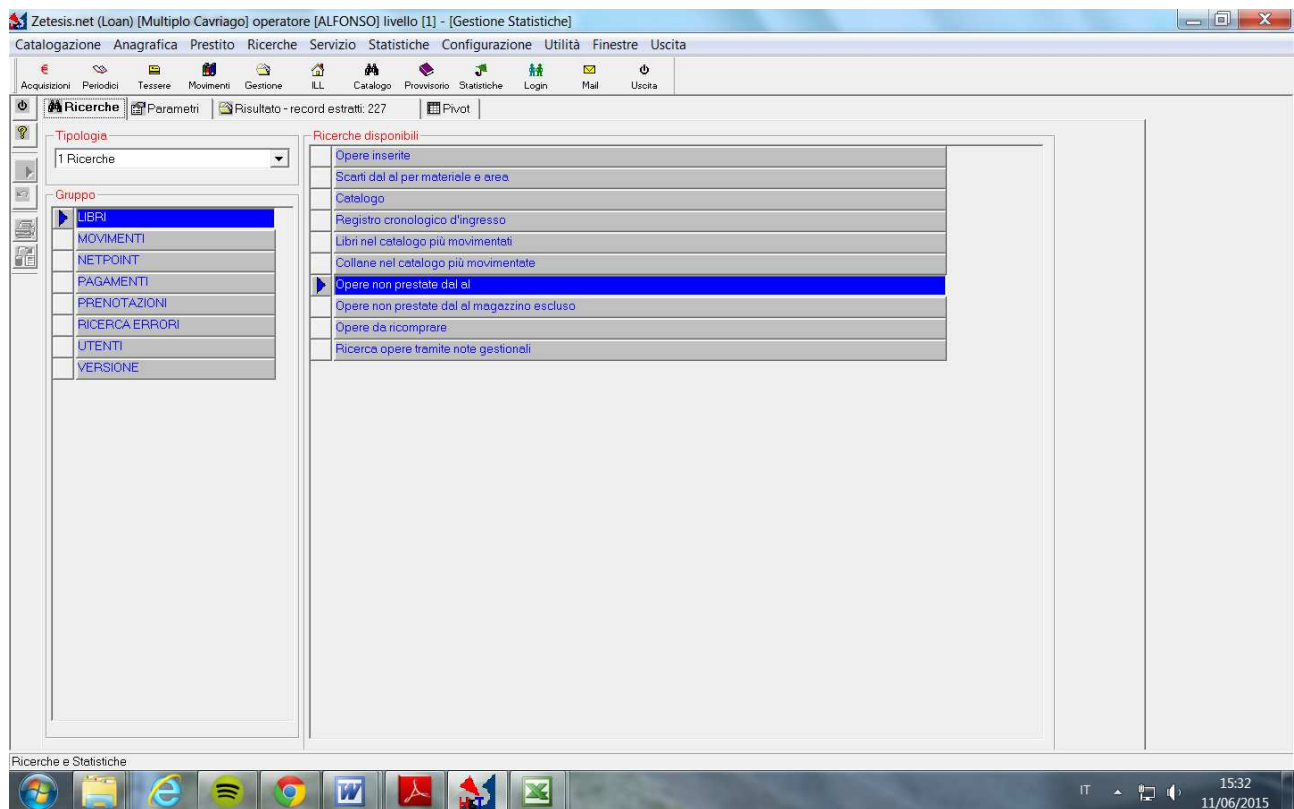 Zetesis.net (Loan) [Multiplo Cavriago] operatore [ALFONSO] livello [1] - [Gestione Statistiche]
Catalogazione Anagrafica Prestito Ricerche Servizio Statistiche Configurazione Utilità Finestre Uscita
Acquisizioni Periodici Tessere Movimenti Gestione ILL Catalogo Provvisorio Statistiche Login Mail Uscita
Ricerche Parametri Risultato - record estratti: 227 Pivot
Tipologia
1 Ricerche
Gruppo
LIBRI
MOVIMENTI
NETPOINT
PAGAMENTI
PRENOTAZIONI
RICERCA ERRORI
UTENTI
VERSIONE
Ricerche disponibili
Opere inserite
Scarti dal al per materiale e area
Catalogo
Registro cronologico d'ingresso
Libri nel catalogo più movimentati
Collane nel catalogo più movimentate
Opere non prestate dal al
Opere non prestate dal al magazzino escluso
Opere da ricomprare
Ricerca opere tramite note gestionali
Ricerche e Statistiche
IT
15:32
11/06/2015